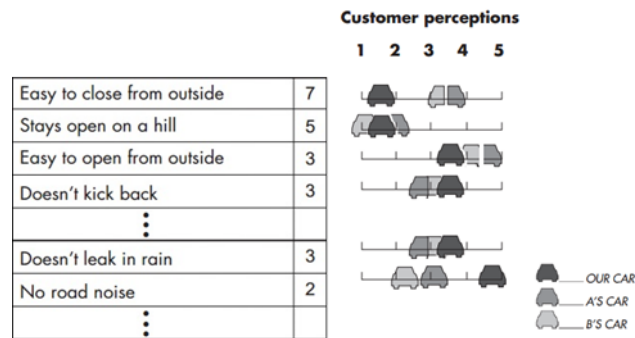 Customer perceptions
1 2 3 4 5
Easy to close from outside 7
Stays open on a hill 5
Easy to open from outside 3
Doesn't kick back 3
Doesn't leak in rain 3
No road noise 2
OUR CAR
A'S CAR
B'S CAR